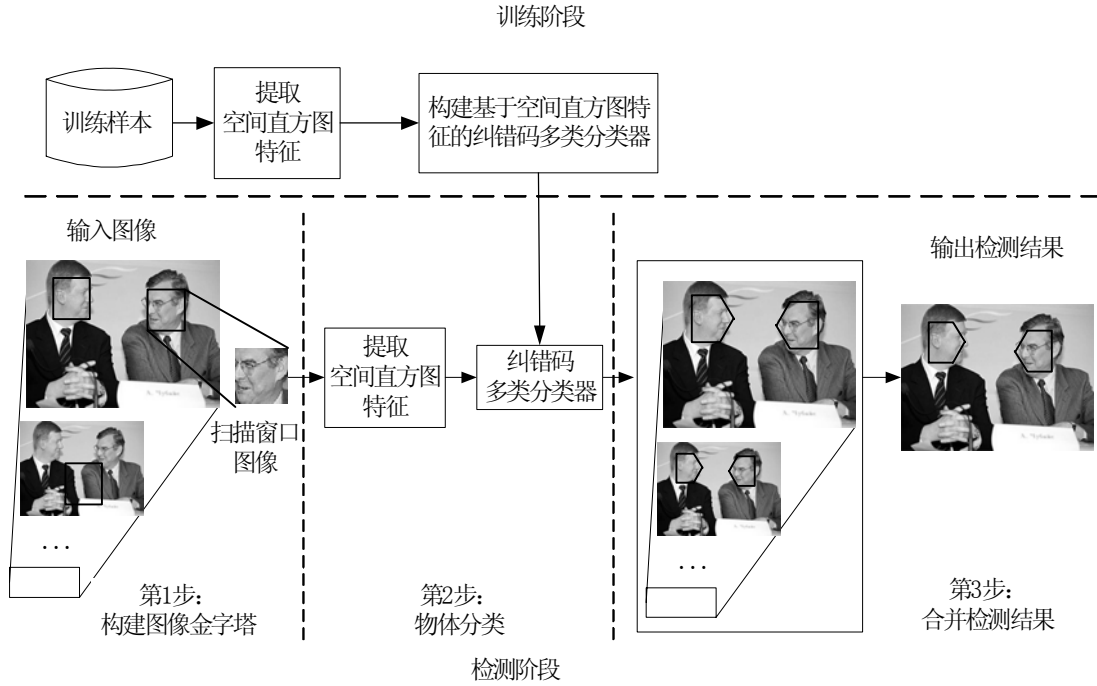 训练阶段
训练样本
提取
空间直方图
特征
构建基于空间直方图特
征的纠错码多类分类器
输入图像
扫描窗口
图像
...
第1步:
构建图像金字塔
提取
空间直方图
特征
纠错码
多类分类器
第2步:
物体分类
...
输出检测结果
第3步:
合并检测结果
检测阶段